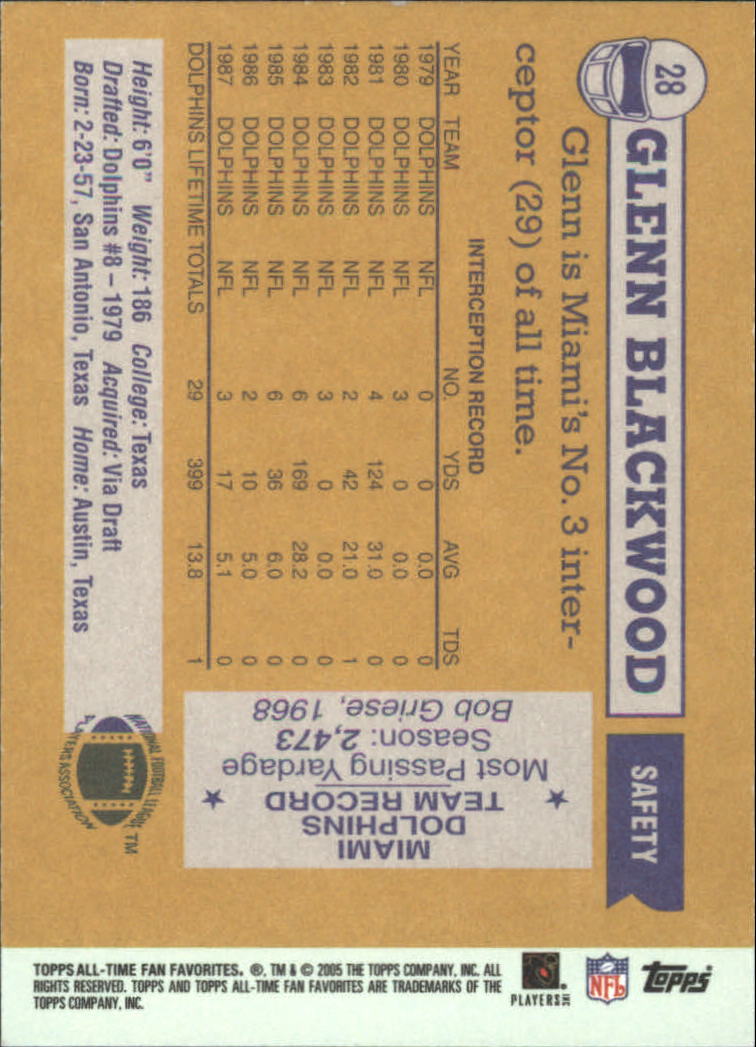 28
GLENN BLACKWOOD
SAFETY
Glenn is Miami's No. 3 inter-
ceptor (29) of all time.
INTERCEPTION RECORD
YEAR TEAM NO. YDS AVG TDS
1979 DOLPHINS NFL 0 0 0.0 0
1980 DOLPHINS NFL 3 0 0.0 0
1981 DOLPHINS NFL 4 124 31.0 0
1982 DOLPHINS NFL 2 42 21.0 1
1983 DOLPHINS NFL 3 0 0.0 0
1984 DOLPHINS NFL 6 169 28.2 0
1985 DOLPHINS NFL 6 36 6.0 0
1986 DOLPHINS NFL 2 10 5.0 0
1987 DOLPHINS NFL 3 17 5.1 0
DOLPHINS LIFETIME TOTALS 29 399 13.8 1
Height: 6'0" Weight: 186 College: Texas
Drafted: Dolphins #8 – 1979 Acquired: Via Draft
Born: 2-23-57, San Antonio, Texas Home: Austin, Texas
MIAMI
DOLPHINS
TEAM RECORD
Most Passing Yardage
Season: 2,473
Bob Griese, 1968
NATIONAL FOOTBALL LEAGUE
PLAYERS ASSOCIATION
TM
TOPPS ALL-TIME FAN FAVORITES. ®, TM & © 2005 THE TOPPS COMPANY, INC. ALL
RIGHTS RESERVED. TOPPS AND TOPPS ALL-TIME FAN FAVORITES ARE TRADEMARKS OF THE
TOPPS COMPANY, INC.
PLAYERS INC
NFL
Topps